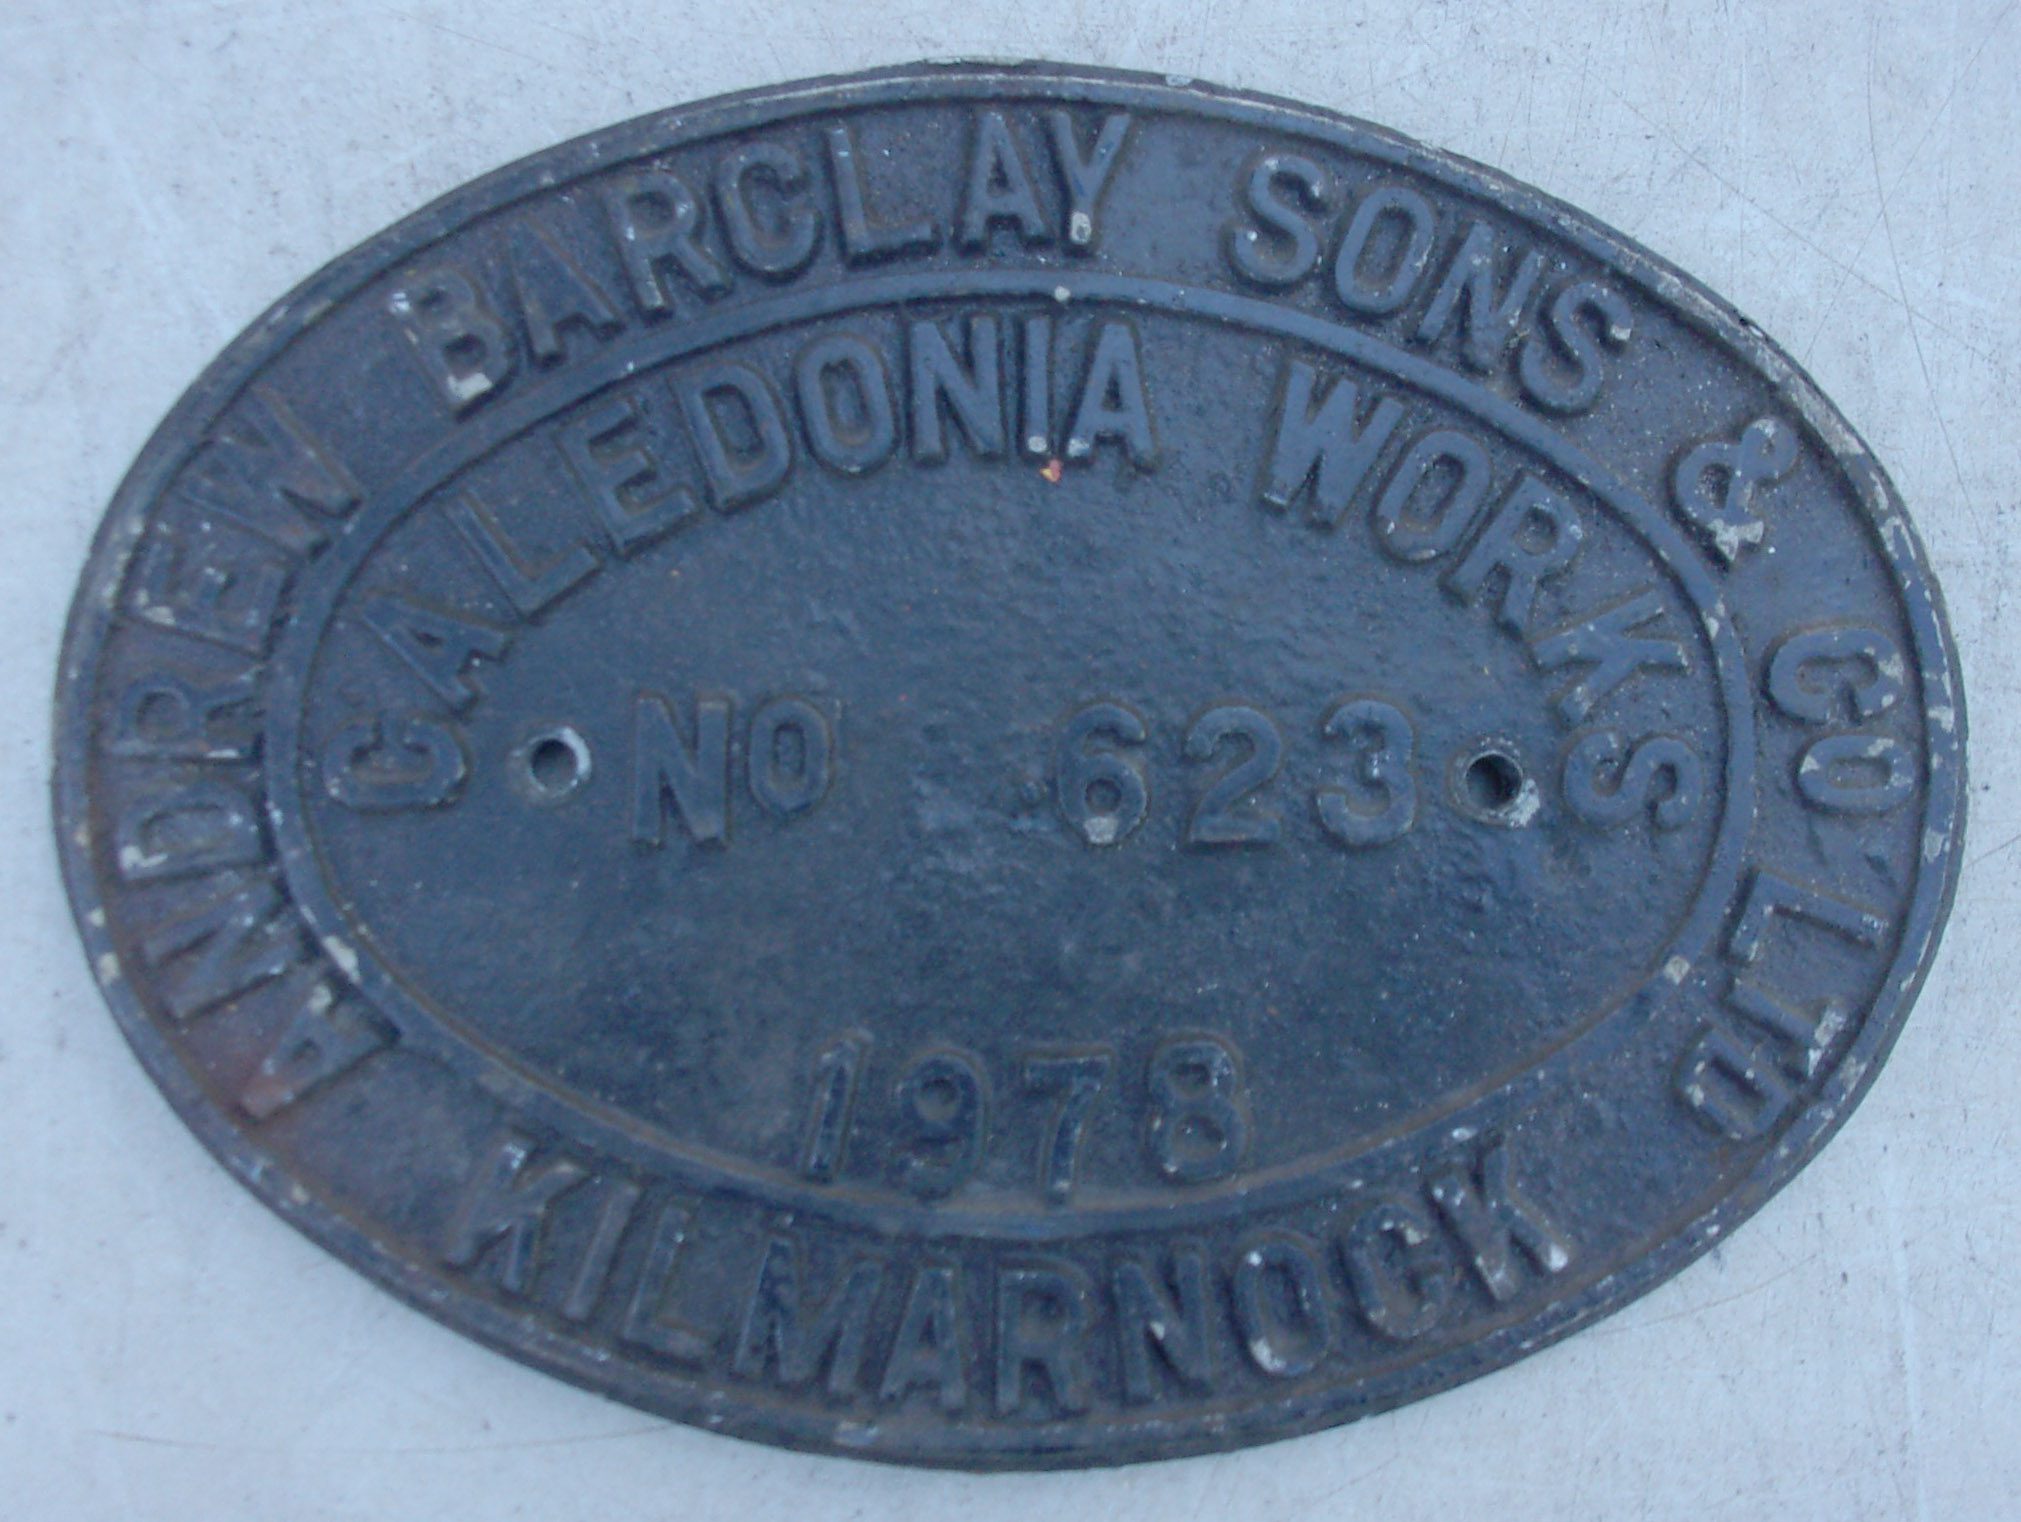 ANDREW BARCLAY SONS & CO LTD
CALEDONIA WORKS
No 623
1978
KILMARNOCK